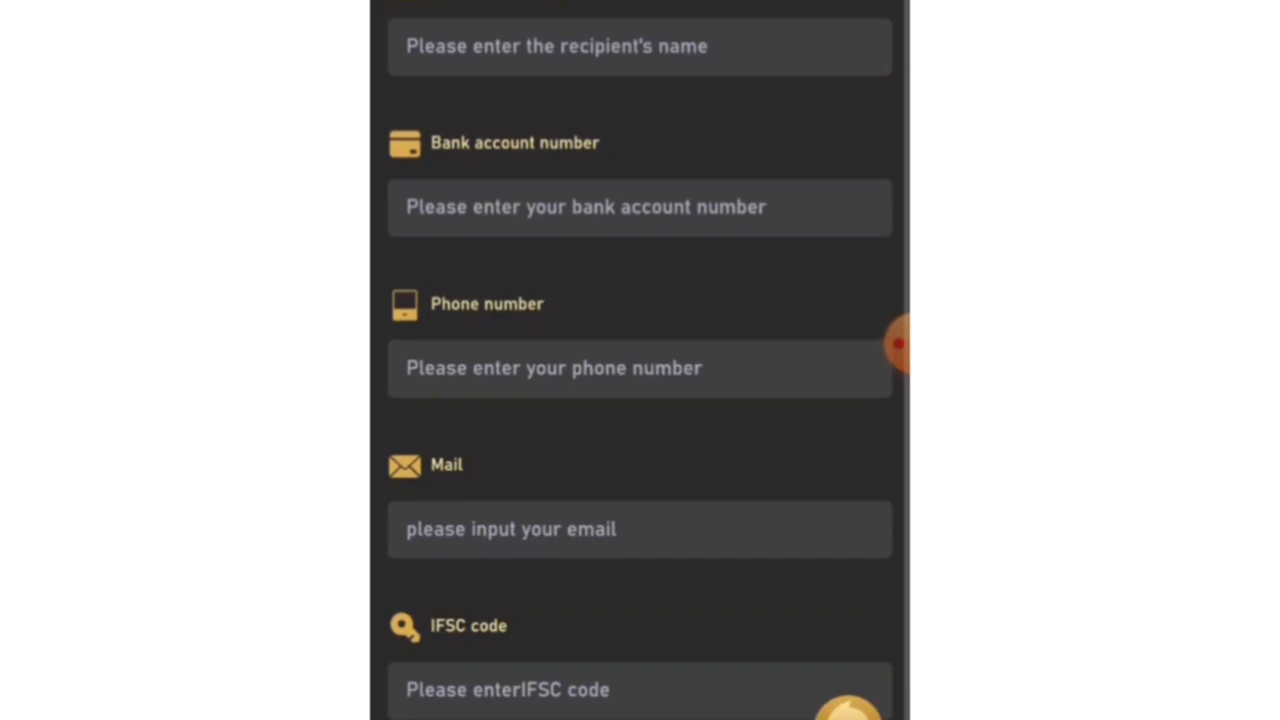 Please enter the recipient's name
Bank account number
Please enter your bank account number
Phone number
Please enter your phone number
Mail
please input your email
IFSC code
Please enterIFSC code